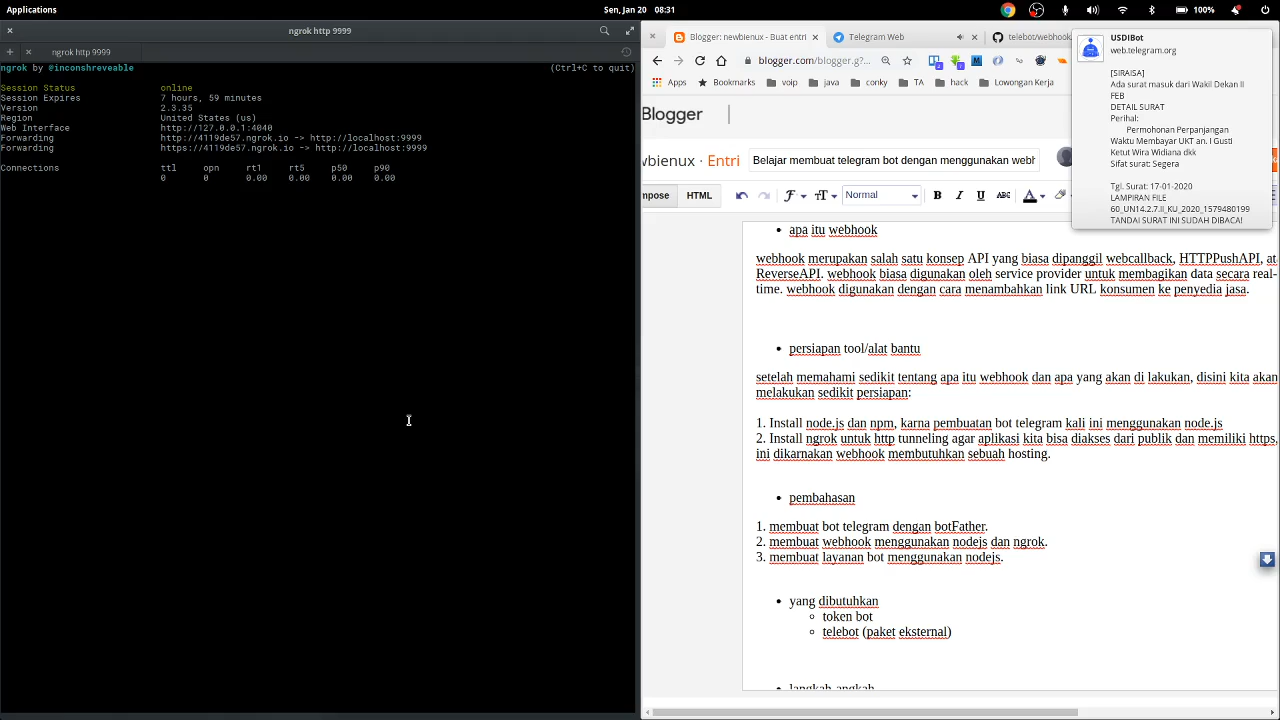 Applications
Sen, Jan 20 08:31
100%
ngrok http 9999
ngrok http 9999
ngrok by @inconshreveable (Ctrl+C to quit)
Session Status online
Session Expires 7 hours, 59 minutes
Version 2.3.35
Region United States (us)
Web Interface http://127.0.0.1:4040
Forwarding http://4119de57.ngrok.io -> http://localhost:9999
Forwarding https://4119de57.ngrok.io -> http://localhost:9999
Connections ttl opn rt1 rt5 p50 p90
0 0 0.00 0.00 0.00 0.00
Blogger: newbienux - Buat entri
Telegram Web
telebot/webhook
blogger.com/blogger.g?...
Apps
Bookmarks
voip
java
conky
TA
hack
Lowongan Kerja
Blogger
wbienux · Entri
Belajar membuat telegram bot dengan menggunakan webh
mpose
HTML
Normal
ABC
USDIBot
web.telegram.org
[SIRAISA]
Ada surat masuk dari Wakil Dekan II
FEB
DETAIL SURAT
Perihal:
Permohonan Perpanjangan
Waktu Membayar UKT an. I Gusti
Ketut Wira Widiana dkk
Sifat surat: Segera
Tgl. Surat: 17-01-2020
LAMPIRAN FILE
60_UN14.2.7.II_KU_2020_1579480199
TANDAI SURAT INI SUDAH DIBACA!
• apa itu webhook
webhook merupakan salah satu konsep API yang biasa dipanggil webcallback, HTTPPushAPI, at
ReverseAPI. webhook biasa digunakan oleh service provider untuk membagikan data secara real-
time. webhook digunakan dengan cara menambahkan link URL konsumen ke penyedia jasa.
• persiapan tool/alat bantu
setelah memahami sedikit tentang apa itu webhook dan apa yang akan di lakukan, disini kita akan
melakukan sedikit persiapan:
1. Install node.js dan npm, karna pembuatan bot telegram kali ini menggunakan node.js
2. Install ngrok untuk http tunneling agar aplikasi kita bisa diakses dari publik dan memiliki https,
ini dikarnakan webhook membutuhkan sebuah hosting.
• pembahasan
1. membuat bot telegram dengan botFather.
2. membuat webhook menggunakan nodejs dan ngrok.
3. membuat layanan bot menggunakan nodejs.
• yang dibutuhkan
◦ token bot
◦ telebot (paket eksternal)
• langkah-angkah